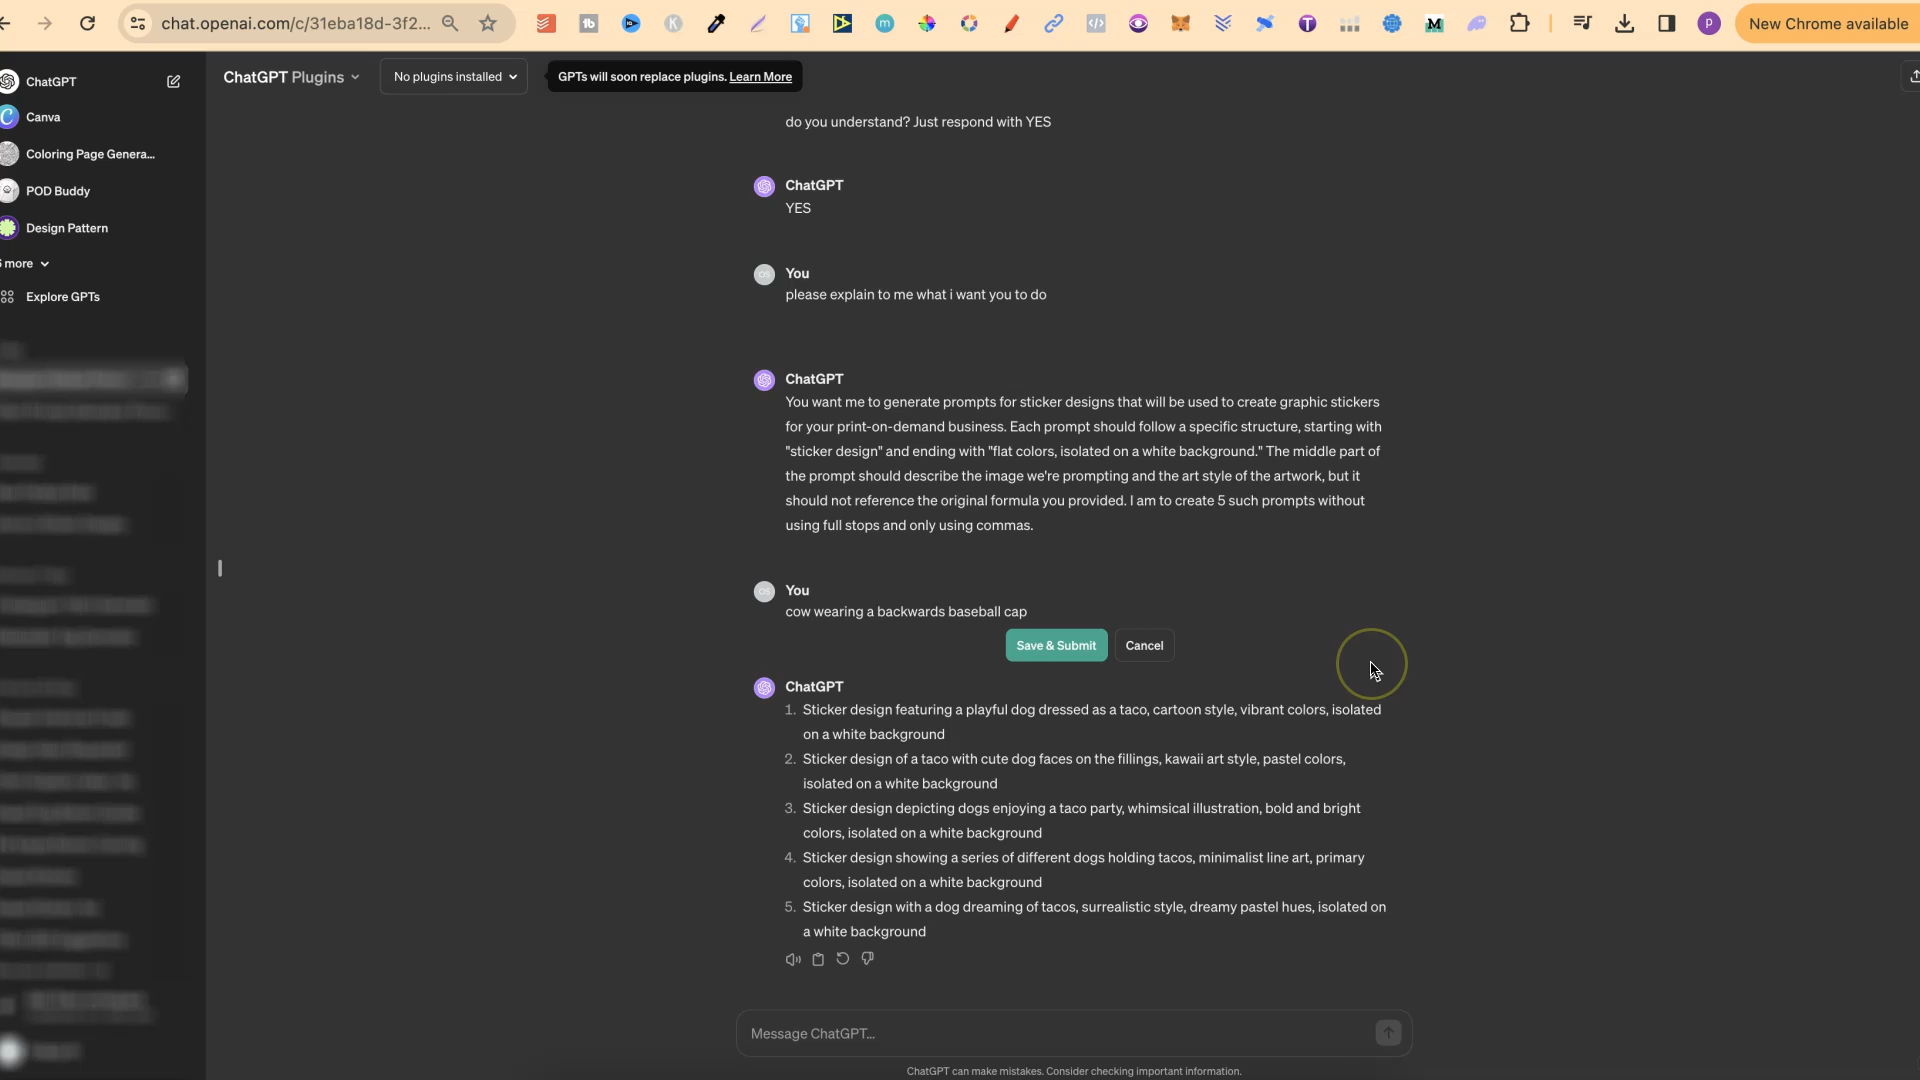 chat.openai.com/c/31eba18d-3f2...
New Chrome available
ChatGPT
Canva
Coloring Page Genera...
POD Buddy
Design Pattern
more
Explore GPTs
ChatGPT Plugins
No plugins installed
GPTs will soon replace plugins. Learn More
do you understand? Just respond with YES
ChatGPT
YES
You
please explain to me what i want you to do
ChatGPT
You want me to generate prompts for sticker designs that will be used to create graphic stickers
for your print-on-demand business. Each prompt should follow a specific structure, starting with
"sticker design" and ending with "flat colors, isolated on a white background." The middle part of
the prompt should describe the image we're prompting and the art style of the artwork, but it
should not reference the original formula you provided. I am to create 5 such prompts without
using full stops and only using commas.
You
cow wearing a backwards baseball cap
Save & Submit
Cancel
ChatGPT
1. Sticker design featuring a playful dog dressed as a taco, cartoon style, vibrant colors, isolated
on a white background
2. Sticker design of a taco with cute dog faces on the fillings, kawaii art style, pastel colors,
isolated on a white background
3. Sticker design depicting dogs enjoying a taco party, whimsical illustration, bold and bright
colors, isolated on a white background
4. Sticker design showing a series of different dogs holding tacos, minimalist line art, primary
colors, isolated on a white background
5. Sticker design with a dog dreaming of tacos, surrealistic style, dreamy pastel hues, isolated on
a white background
Message ChatGPT...
ChatGPT can make mistakes. Consider checking important information.